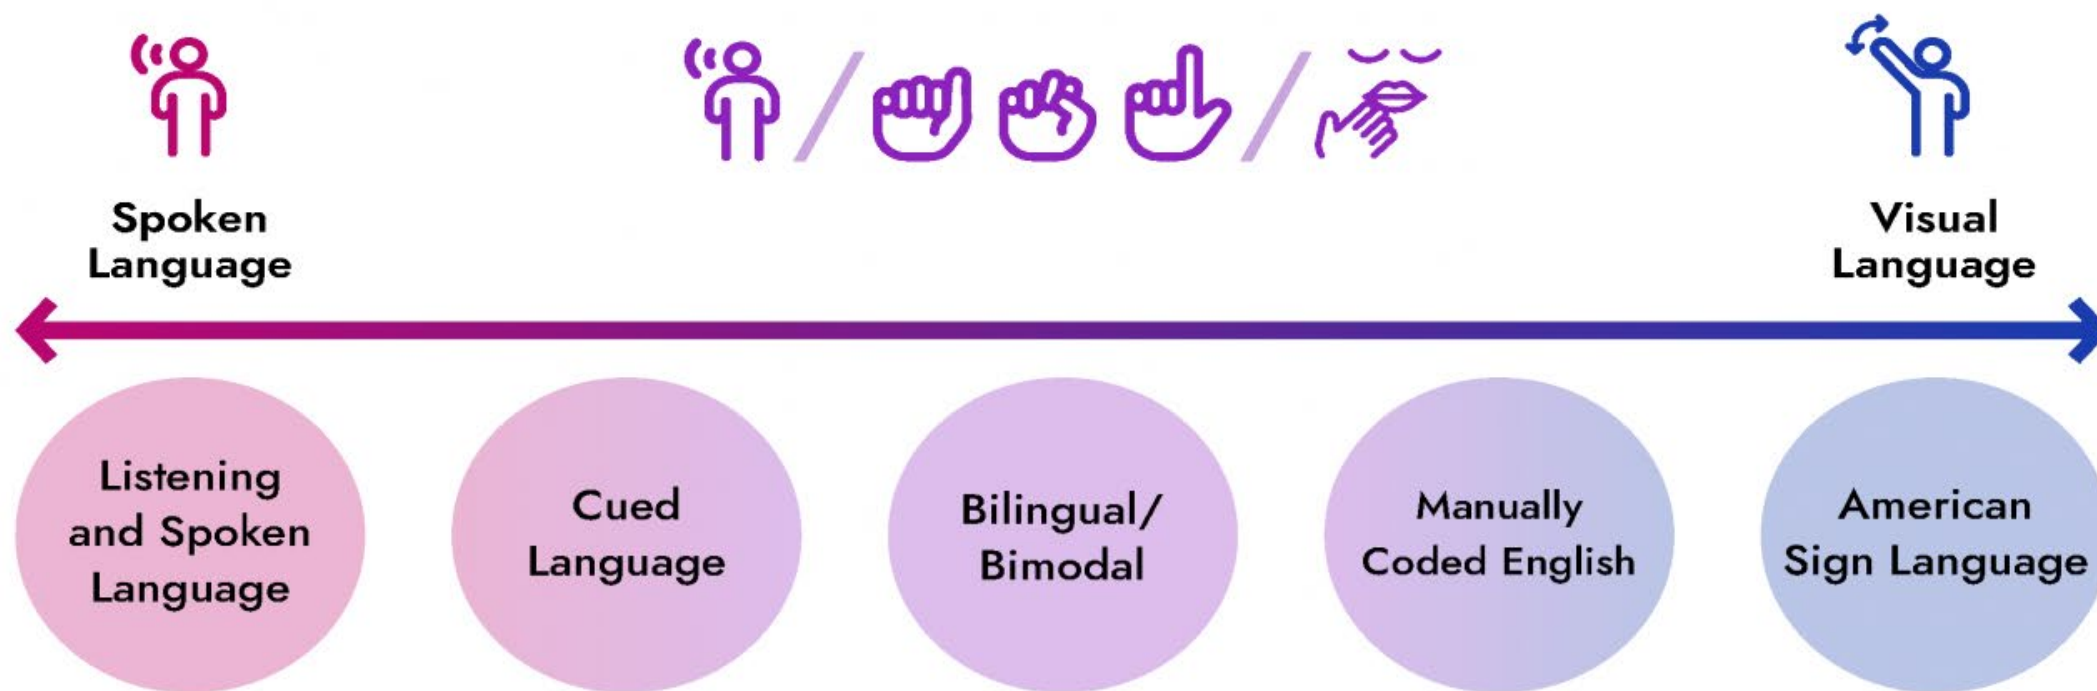 Spoken
Language
Visual
Language
Listening
and Spoken
Language
Cued
Language
Bilingual/
Bimodal
Manually
Coded English
American
Sign Language